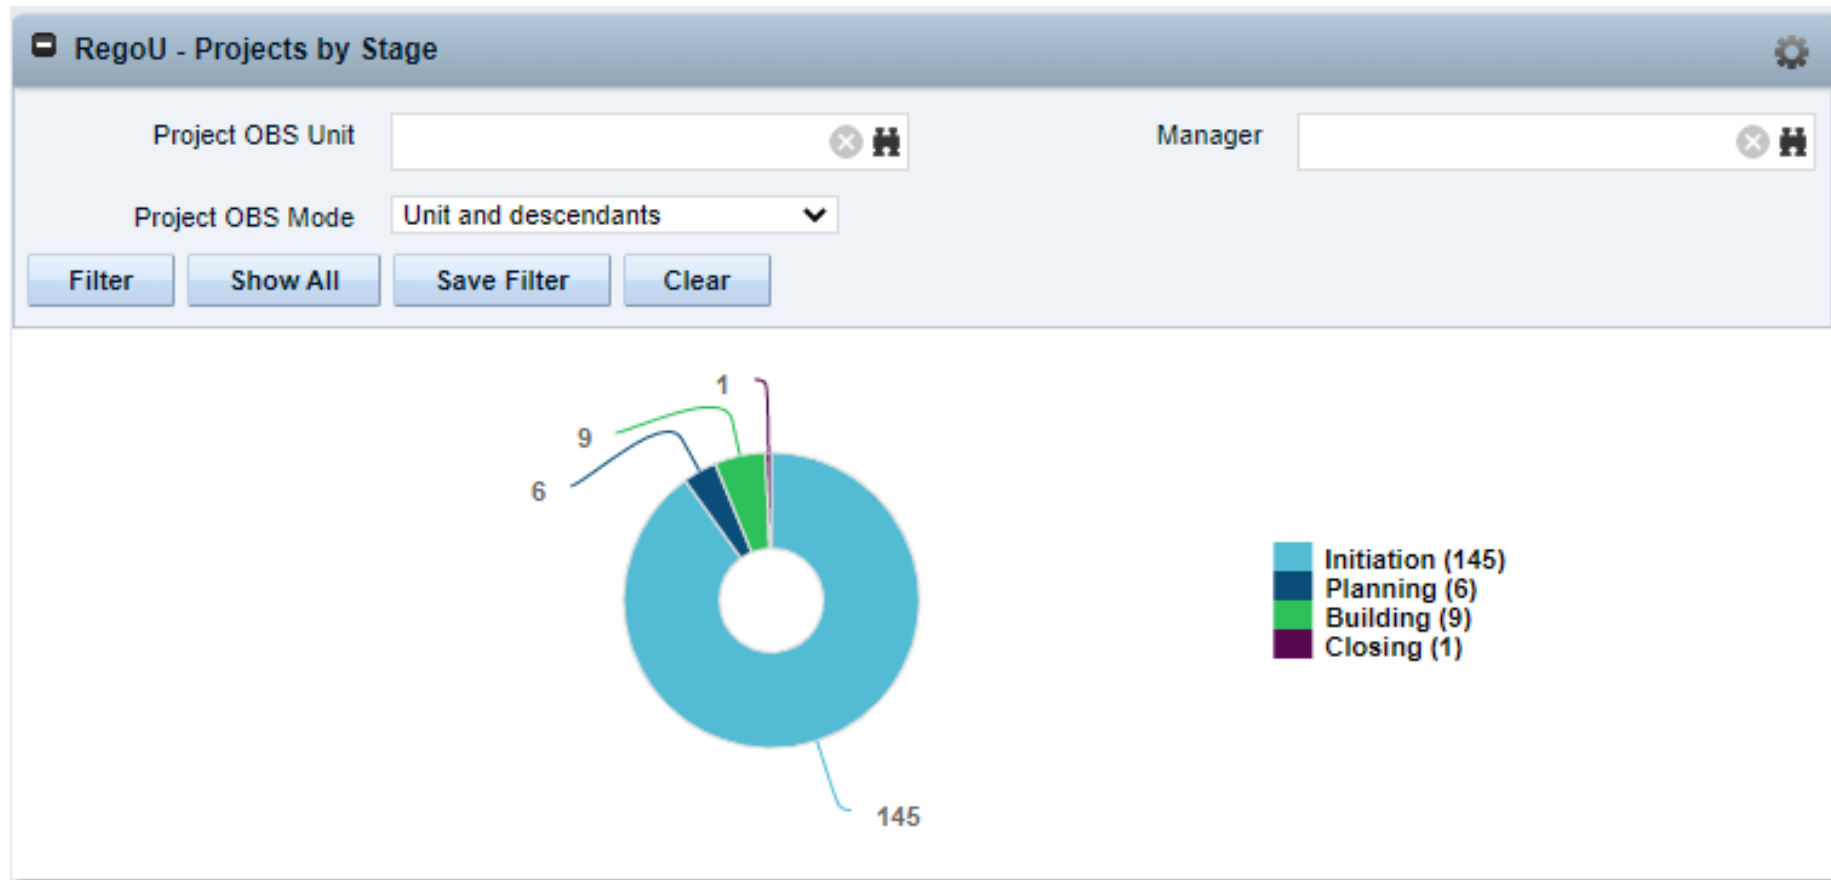 RegoU - Projects by Stage
Project OBS Unit
Manager
Project OBS Mode
Unit and descendants
Filter
Show All
Save Filter
Clear
1
9
6
145
Initiation (145)
Planning (6)
Building (9)
Closing (1)